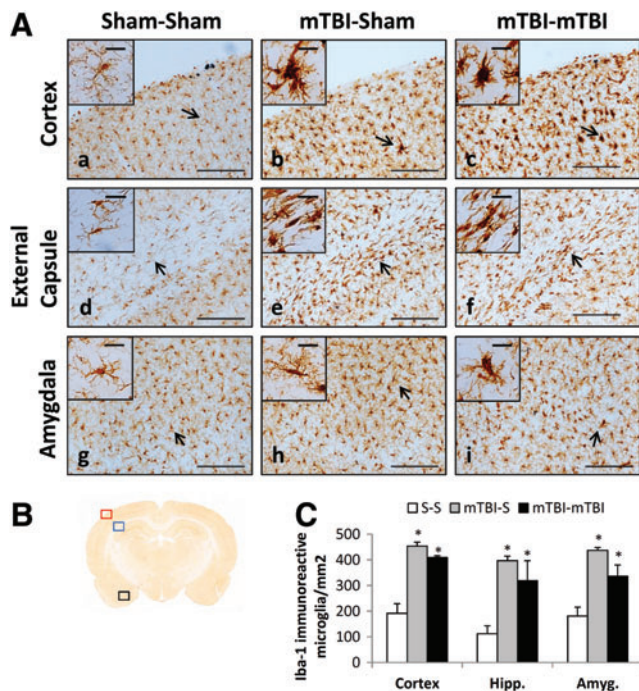 A
Sham-Sham
mTBI-Sham
mTBI-mTBI
Cortex
a
b
c
External
Capsule
d
e
f
Amygdala
g
h
i
B
C
S-S
mTBI-S
mTBI-mTBI
Iba-1 immunoreactive
microglia/mm2
500
400
300
200
100
0
* * * * * *
Cortex
Hipp.
Amyg.